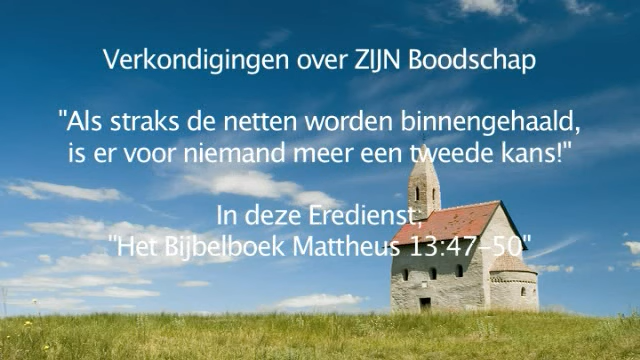 Verkondigingen over ZIJN Boodschap
"Als straks de netten worden binnengehaald,
is er voor niemand meer een tweede kans!"
In deze Eredienst,
"Het Bijbelboek Mattheus 13:47-50"